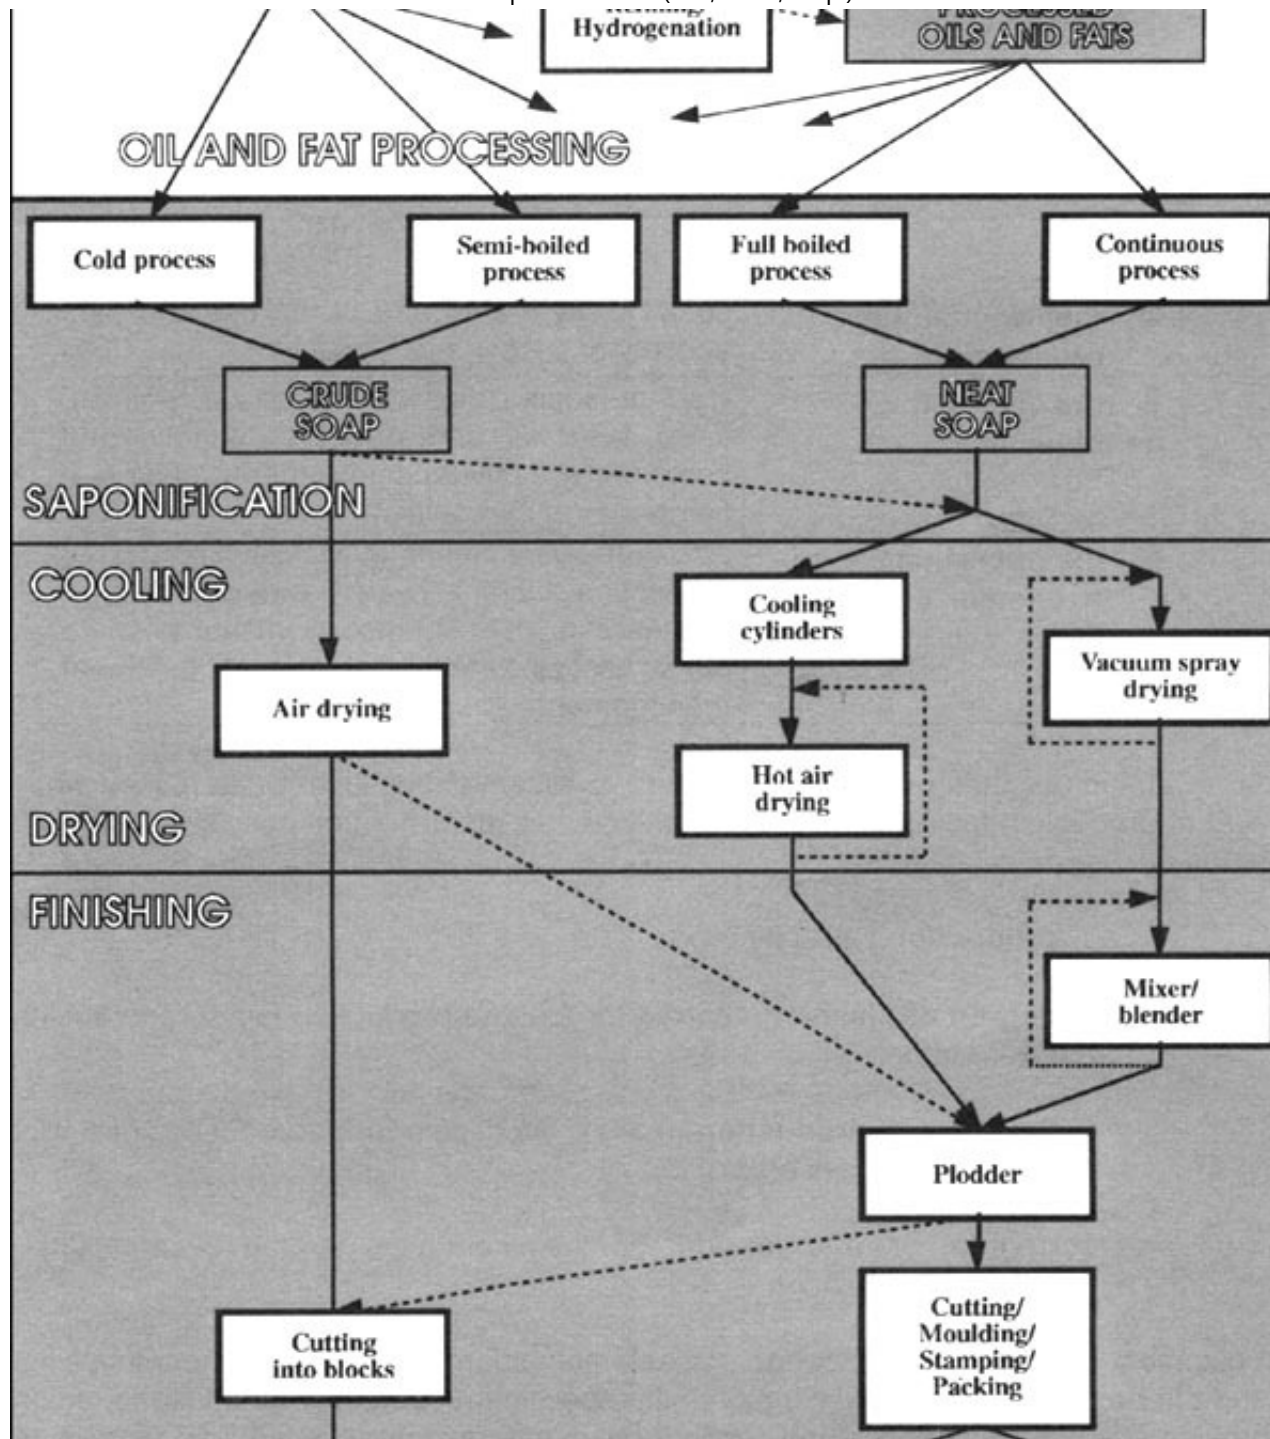 Hydrogenation
PROCESSED
OILS AND FATS
OIL AND FAT PROCESSING
Cold process
Semi-boiled
process
Full boiled
process
Continuous
process
CRUDE
SOAP
NEAT
SOAP
SAPONIFICATION
COOLING
Cooling
cylinders
Vacuum spray
drying
Air drying
Hot air
drying
DRYING
FINISHING
Mixer/
blender
Plodder
Cutting
into blocks
Cutting/
Moulding/
Stamping/
Packing